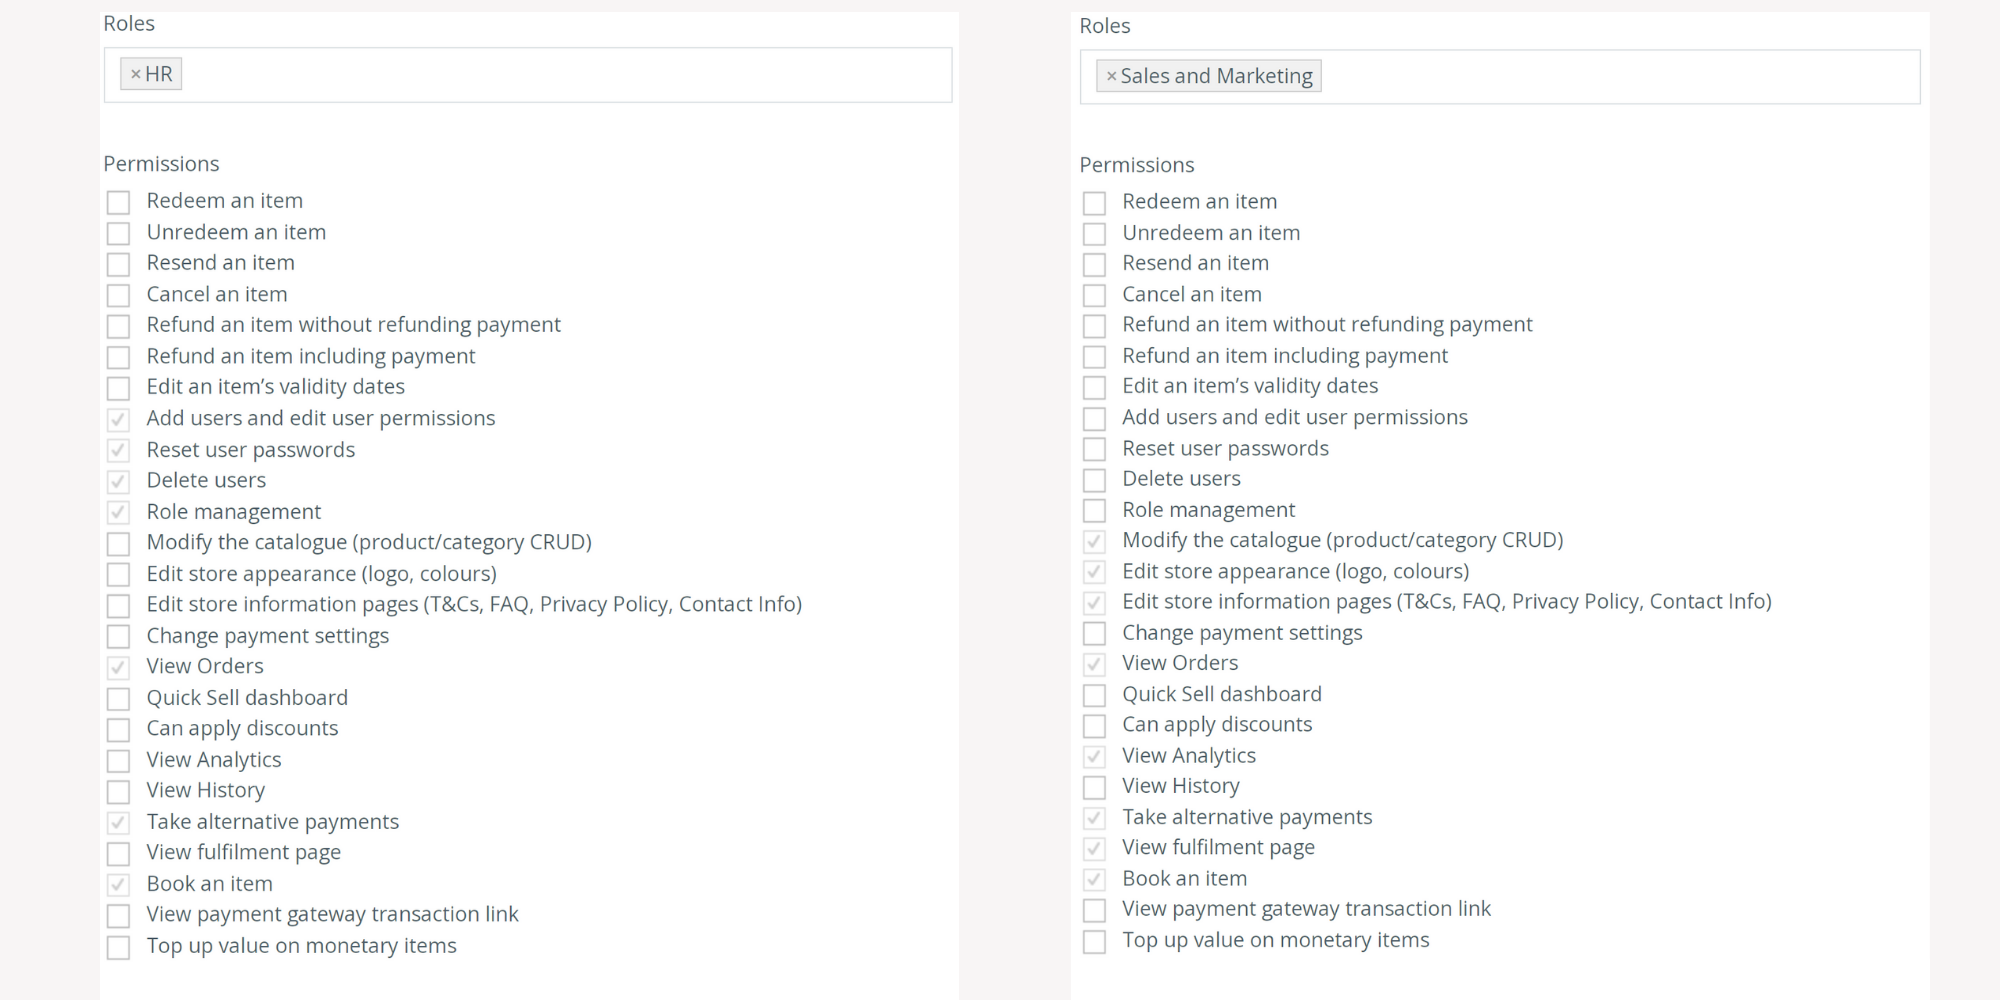 Roles
×HR
Permissions
Redeem an item
Unredeem an item
Resend an item
Cancel an item
Refund an item without refunding payment
Refund an item including payment
Edit an item’s validity dates
Add users and edit user permissions
Reset user passwords
Delete users
Role management
Modify the catalogue (product/category CRUD)
Edit store appearance (logo, colours)
Edit store information pages (T&Cs, FAQ, Privacy Policy, Contact Info)
Change payment settings
View Orders
Quick Sell dashboard
Can apply discounts
View Analytics
View History
Take alternative payments
View fulfilment page
Book an item
View payment gateway transaction link
Top up value on monetary items
Roles
×Sales and Marketing
Permissions
Redeem an item
Unredeem an item
Resend an item
Cancel an item
Refund an item without refunding payment
Refund an item including payment
Edit an item’s validity dates
Add users and edit user permissions
Reset user passwords
Delete users
Role management
Modify the catalogue (product/category CRUD)
Edit store appearance (logo, colours)
Edit store information pages (T&Cs, FAQ, Privacy Policy, Contact Info)
Change payment settings
View Orders
Quick Sell dashboard
Can apply discounts
View Analytics
View History
Take alternative payments
View fulfilment page
Book an item
View payment gateway transaction link
Top up value on monetary items